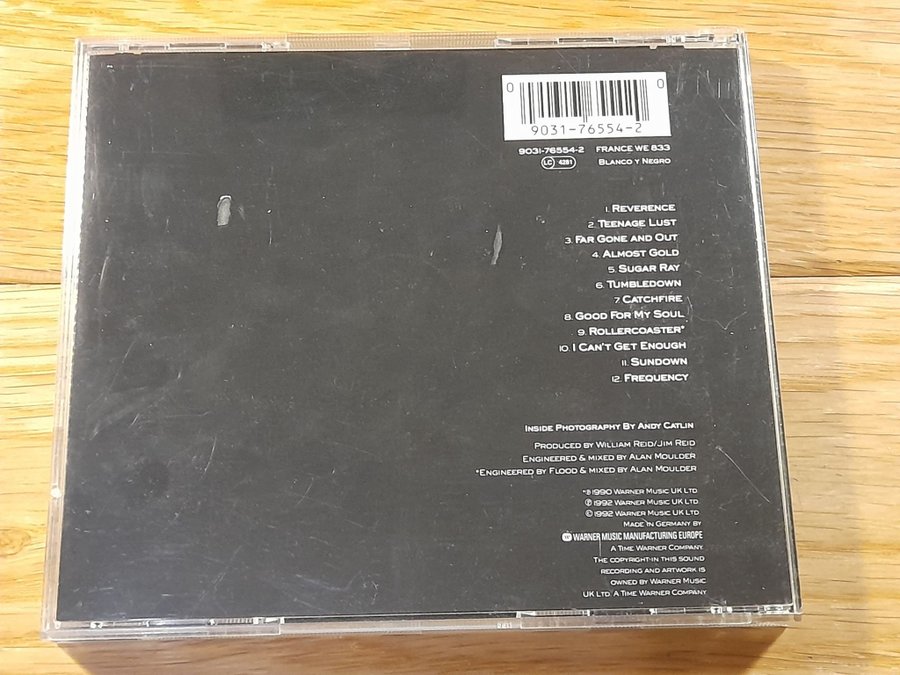 0 0
9031-76554-2
9031-76554-2 FRANCE WE 833
LC 4281 BLANCO Y NEGRO
1. REVERENCE
2. TEENAGE LUST
3. FAR GONE AND OUT
4. ALMOST GOLD
5. SUGAR RAY
6. TUMBLEDOWN
7. CATCHFIRE
8. GOOD FOR MY SOUL
9. ROLLERCOASTER*
10. I CAN'T GET ENOUGH
11. SUNDOWN
12. FREQUENCY
INSIDE PHOTOGRAPHY BY ANDY CATLIN
PRODUCED BY WILLIAM REID/JIM REID
ENGINEERED & MIXED BY ALAN MOULDER
*ENGINEERED BY FLOOD & MIXED BY ALAN MOULDER
*℗ 1990 WARNER MUSIC UK LTD
℗ 1992 WARNER MUSIC UK LTD.
© 1992 WARNER MUSIC UK LTD
MADE IN GERMANY BY
WARNER MUSIC MANUFACTURING EUROPE
A TIME WARNER COMPANY.
THE COPYRIGHT IN THIS SOUND
RECORDING AND ARTWORK IS
OWNED BY WARNER MUSIC
UK LTD. A TIME WARNER COMPANY